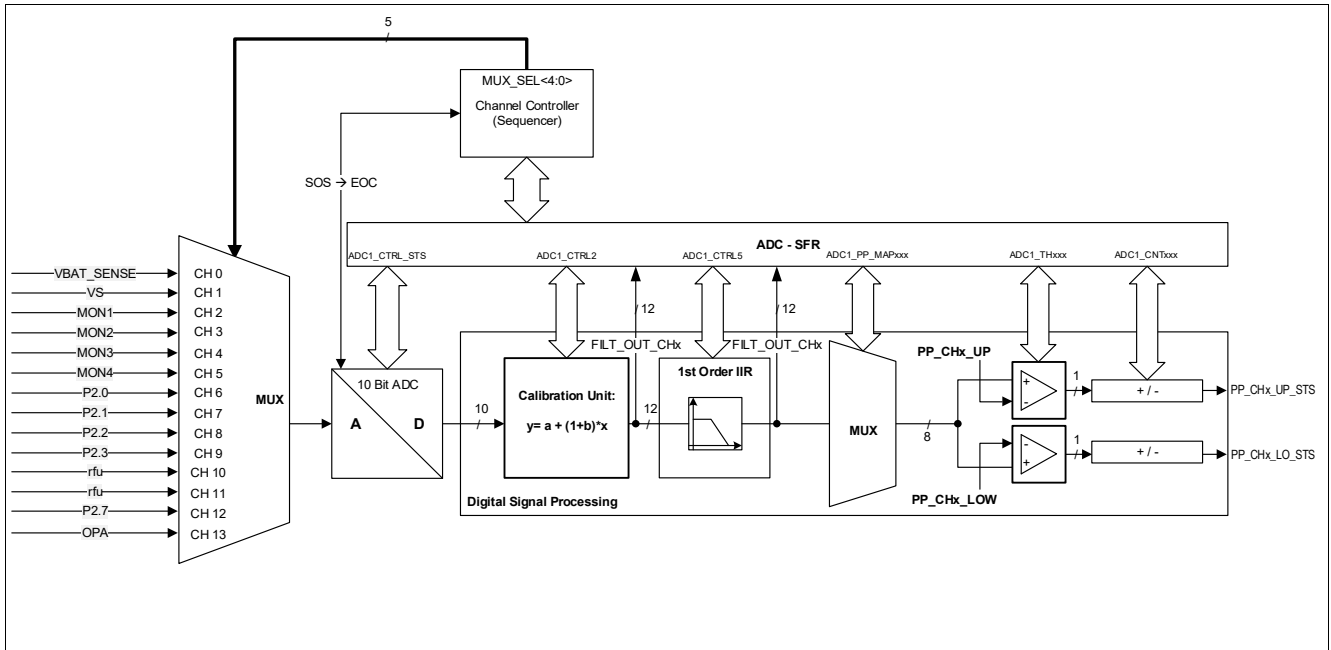 5
MUX_SEL<4:0>
Channel Controller
(Sequencer)
SOS → EOC
ADC - SFR
ADC1_CTRL_STS
ADC1_CTRL2
ADC1_CTRL5
ADC1_PP_MAPxxx
ADC1_THxxx
ADC1_CNTxxx
VBAT_SENSE
CH 0
VS
CH 1
MON1
CH 2
MON2
CH 3
MON3
CH 4
MON4
CH 5
P2.0
CH 6
P2.1
CH 7
P2.2
CH 8
P2.3
CH 9
rfu
CH 10
rfu
CH 11
P2.7
CH 12
OPA
CH 13
MUX
10 Bit ADC
A
D
10
12
12
FILT_OUT_CHx
FILT_OUT_CHx
Calibration Unit:
y= a + (1+b)*x
12
1st Order IIR
MUX
8
PP_CHx_UP
+
-
1
+ / -
PP_CHx_UP_STS
-
+
1
+ / -
PP_CHx_LO_STS
PP_CHx_LOW
Digital Signal Processing